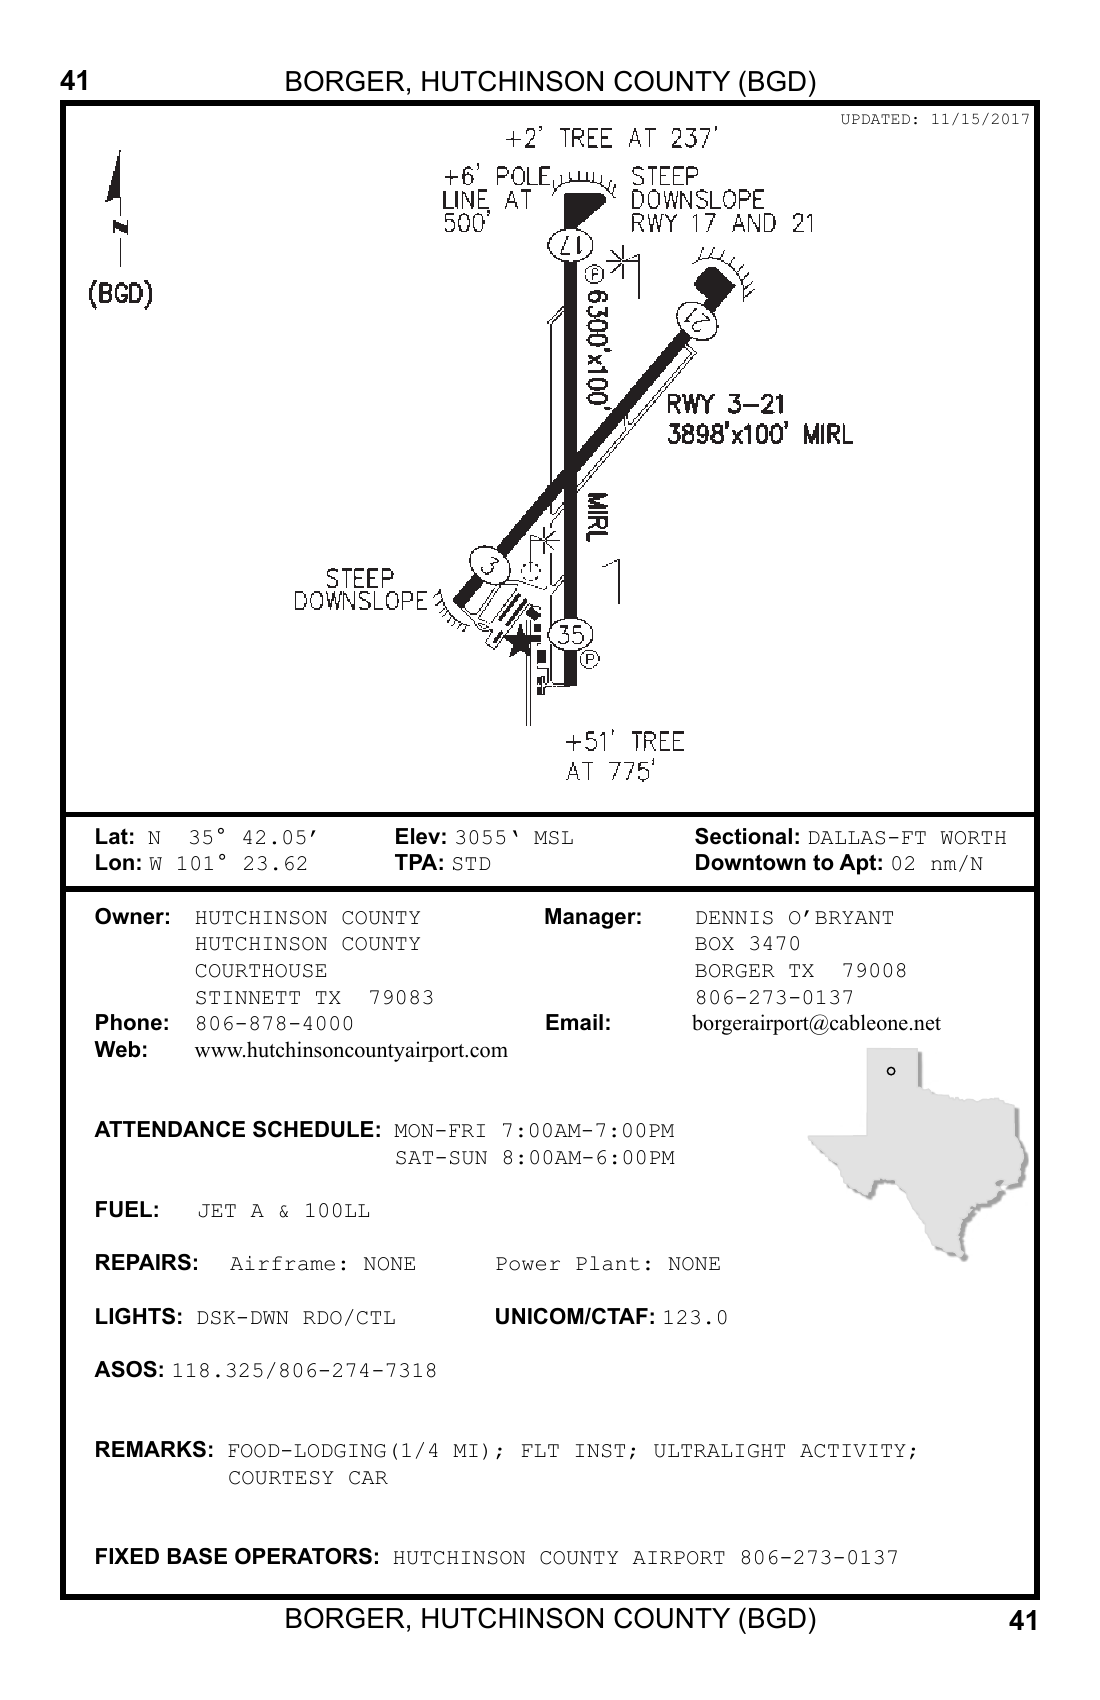 41 BORGER, HUTCHINSON COUNTY (BGD)
UPDATED: 11/15/2017
+2' TREE AT 237'
+6' POLE LINE AT 500'
STEEP DOWNSLOPE RWY 17 AND 21
N
(BGD)
17
P
6300'x100'
21
RWY 3-21
3898'x100' MIRL
MIRL
3
STEEP
DOWNSLOPE
35
P
+51' TREE
AT 775'
Lat: N 35° 42.05’ Elev: 3055‘ MSL Sectional: DALLAS-FT WORTH
Lon: W 101° 23.62 TPA: STD Downtown to Apt: 02 nm/N
Owner: HUTCHINSON COUNTY Manager: DENNIS O’BRYANT
HUTCHINSON COUNTY BOX 3470
COURTHOUSE BORGER TX 79008
STINNETT TX 79083 806-273-0137
Phone: 806-878-4000 Email: borgerairport@cableone.net
Web: www.hutchinsoncountyairport.com
ATTENDANCE SCHEDULE: MON-FRI 7:00AM-7:00PM
SAT-SUN 8:00AM-6:00PM
FUEL: JET A & 100LL
REPAIRS: Airframe: NONE Power Plant: NONE
LIGHTS: DSK-DWN RDO/CTL UNICOM/CTAF: 123.0
ASOS: 118.325/806-274-7318
REMARKS: FOOD-LODGING(1/4 MI); FLT INST; ULTRALIGHT ACTIVITY;
COURTESY CAR
FIXED BASE OPERATORS: HUTCHINSON COUNTY AIRPORT 806-273-0137
BORGER, HUTCHINSON COUNTY (BGD) 41